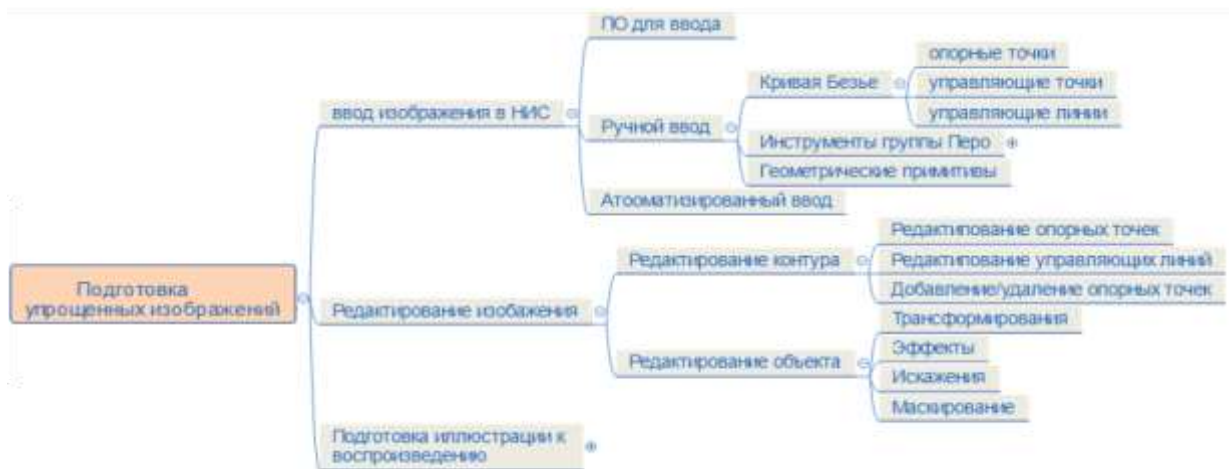 Подготовка
упрощенных изображений
ввод изображения в НИС
ПО для ввода
Ручной ввод
Кривая Безье
опорные точки
управляющие точки
управляющие линии
Инструменты группы Перо
Геометрические примитивы
Атооматизированный ввод
Редактирование изобажения
Редактирование контура
Редактипование опорных точек
Редактипование управляющих линий
Добавление/удаление опорных точек
Редактирование объекта
Трансформирования
Эффекты
Искажения
Маскирование
Подготовка иллюстрации к
воспроизведению